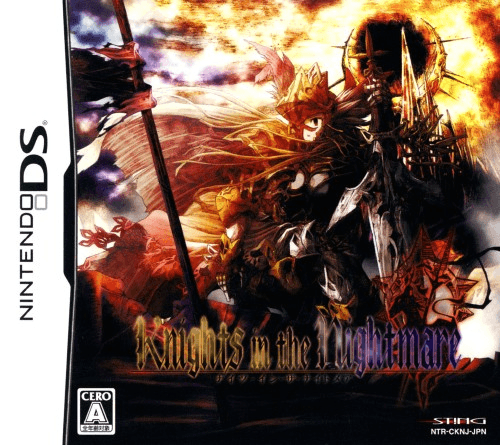 NINTENDO DS
Knights in the Nightmare
ナイツ・イン・ザ・ナイトメア
CERO
A
全年齢対象
STING
NTR-CKNJ-JPN